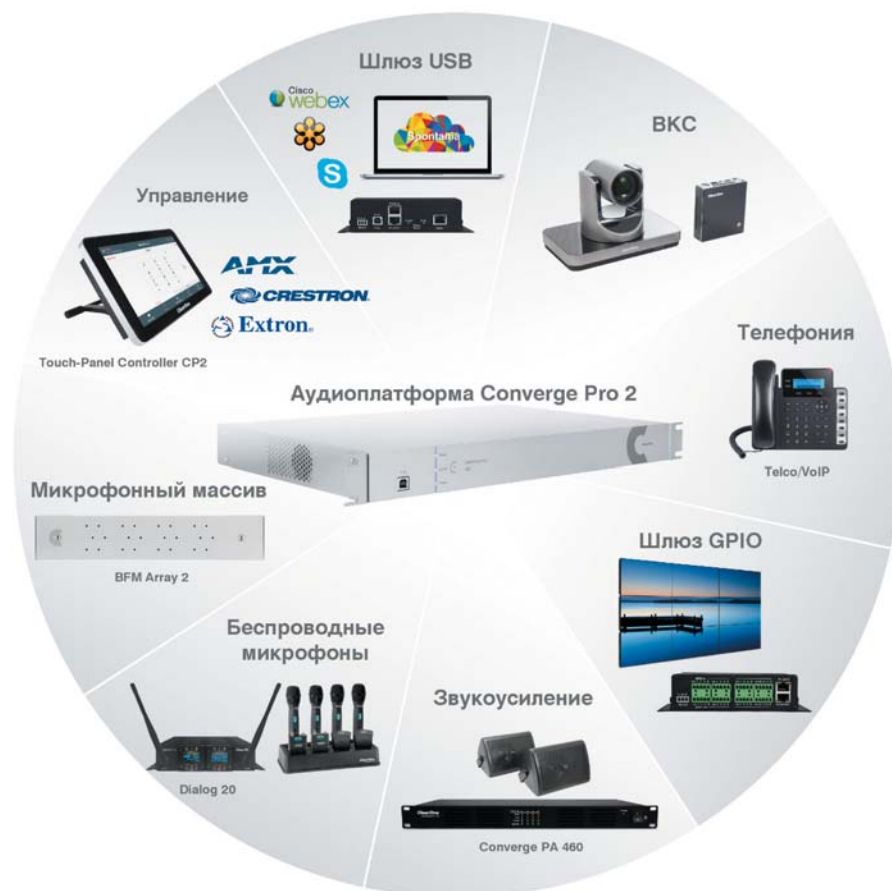 Шлюз USB
Cisco
webex
Spontania
S
ВКС
Управление
AMX
CRESTRON
Extron
Touch-Panel Controller CP2
Телефония
Telco/VoIP
Аудиоплатформа Converge Pro 2
Микрофонный массив
BFM Array 2
Шлюз GPIO
Беспроводные
микрофоны
Dialog 20
Звукоусиление
ClearOne
Converge PA 460